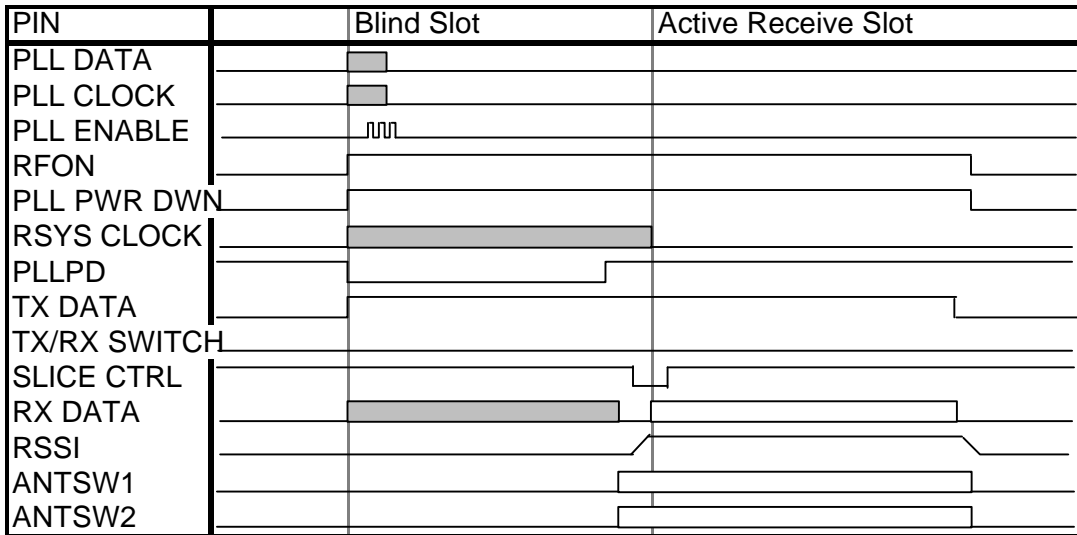 PIN Blind Slot Active Receive Slot
PLL DATA
PLL CLOCK
PLL ENABLE
RFON
PLL PWR DWN
RSYS CLOCK
PLLPD
TX DATA
TX/RX SWITCH
SLICE CTRL
RX DATA
RSSI
ANTSW1
ANTSW2